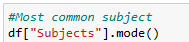 #Most common subject
df["Subjects"].mode()